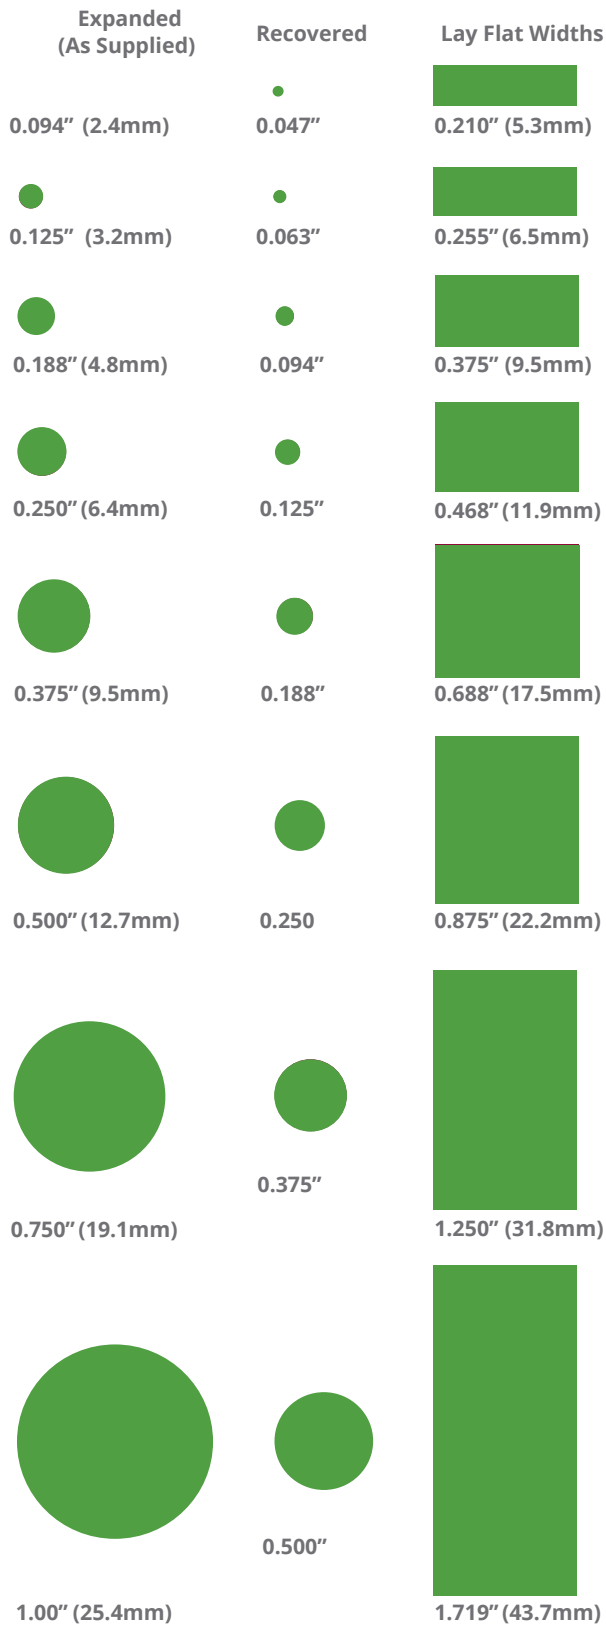 Expanded
(As Supplied)
Recovered
Lay Flat Widths
0.094” (2.4mm)
0.047”
0.210” (5.3mm)
0.125” (3.2mm)
0.063”
0.255” (6.5mm)
0.188” (4.8mm)
0.094”
0.375” (9.5mm)
0.250” (6.4mm)
0.125”
0.468” (11.9mm)
0.375” (9.5mm)
0.188”
0.688” (17.5mm)
0.500” (12.7mm)
0.250
0.875” (22.2mm)
0.750” (19.1mm)
0.375”
1.250” (31.8mm)
1.00” (25.4mm)
0.500”
1.719” (43.7mm)